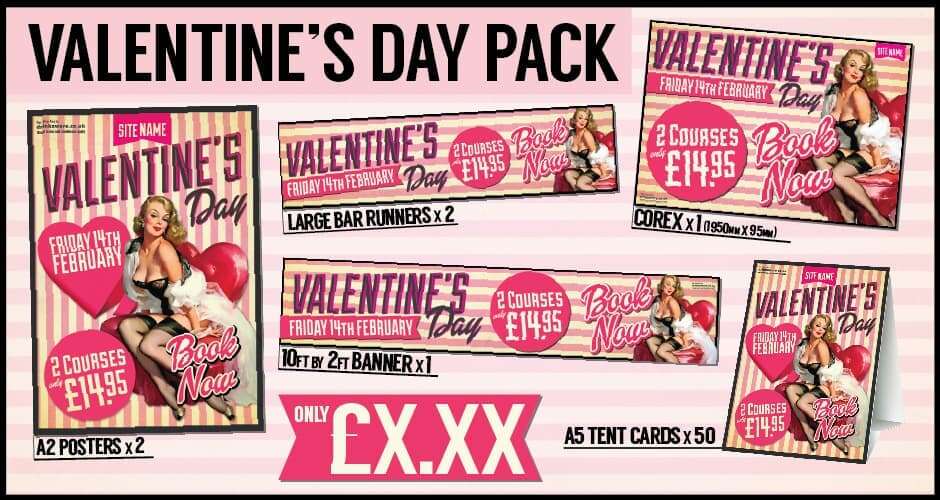 VALENTINE'S DAY PACK
SITE NAME
VALENTINE'S
Day
FRIDAY 14TH
FEBRUARY
2 COURSES
only
£14.95
Book
Now
A2 POSTERS x 2
VALENTINE'S
Day
FRIDAY 14TH FEBRUARY
2 COURSES
only
£14.95
Book
Now
LARGE BAR RUNNERS x 2
SITE NAME
VALENTINE'S
Day
FRIDAY 14TH FEBRUARY
2 COURSES
only
£14.95
Book
Now
COREX x 1 (1950MM X 95MM)
VALENTINE'S
Day
FRIDAY 14TH FEBRUARY
2 COURSES
only
£14.95
Book
Now
10FT BY 2FT BANNER x 1
SITE NAME
VALENTINE'S
Day
FRIDAY 14TH
FEBRUARY
2 COURSES
only
£14.95
Book
Now
A5 TENT CARDS x 50
ONLY
£X.XX